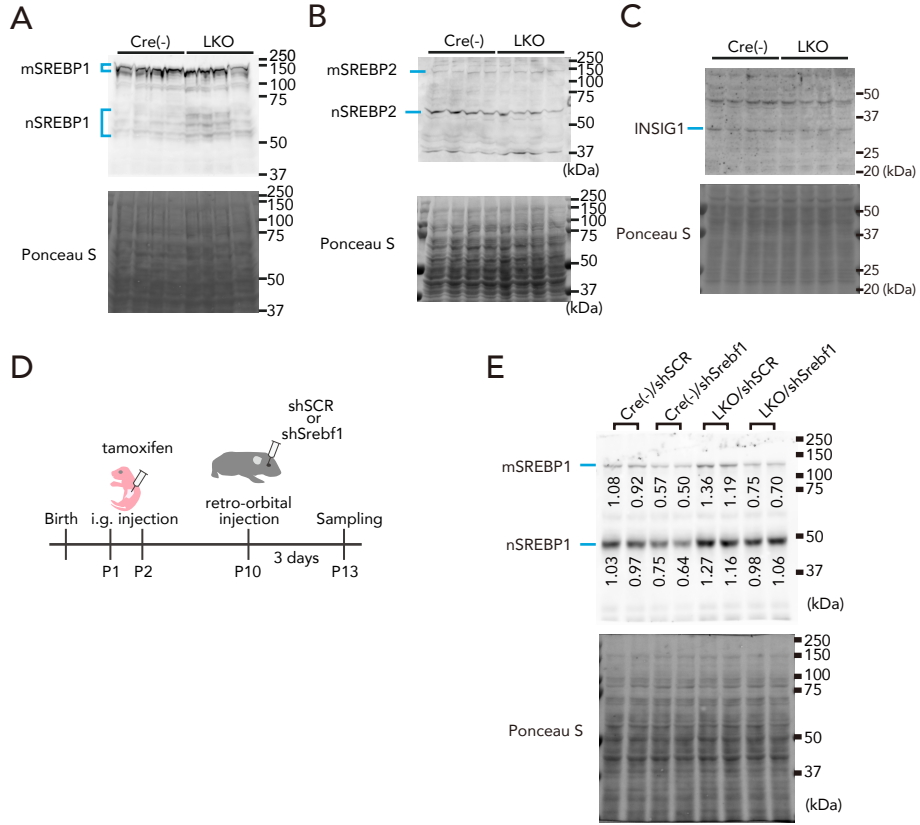 A
Cre(-) LKO
mSREBP1
nSREBP1
250
150
100
75
50
37
Ponceau S
250
150
100
75
50
37
B
Cre(-) LKO
mSREBP2
nSREBP2
250
150
100
75
50
37
(kDa)
Ponceau S
250
150
100
75
50
37
(kDa)
C
Cre(-) LKO
INSIG1
50
37
25
20 (kDa)
Ponceau S
50
37
25
20 (kDa)
D
tamoxifen
shSCR
or
shSrebf1
Birth
i.g. injection
retro-orbital
injection
Sampling
3 days
P1 P2 P10 P13
E
Cre(-)/shSCR
Cre(-)/shSrebf1
LKO/shSCR
LKO/shSrebf1
mSREBP1
1.08 0.92 0.57 0.50 1.36 1.19 0.75 0.70
nSREBP1
1.03 0.97 0.75 0.64 1.27 1.16 0.98 1.06
250
150
100
75
50
37
(kDa)
Ponceau S
250
150
100
75
50
37
(kDa)